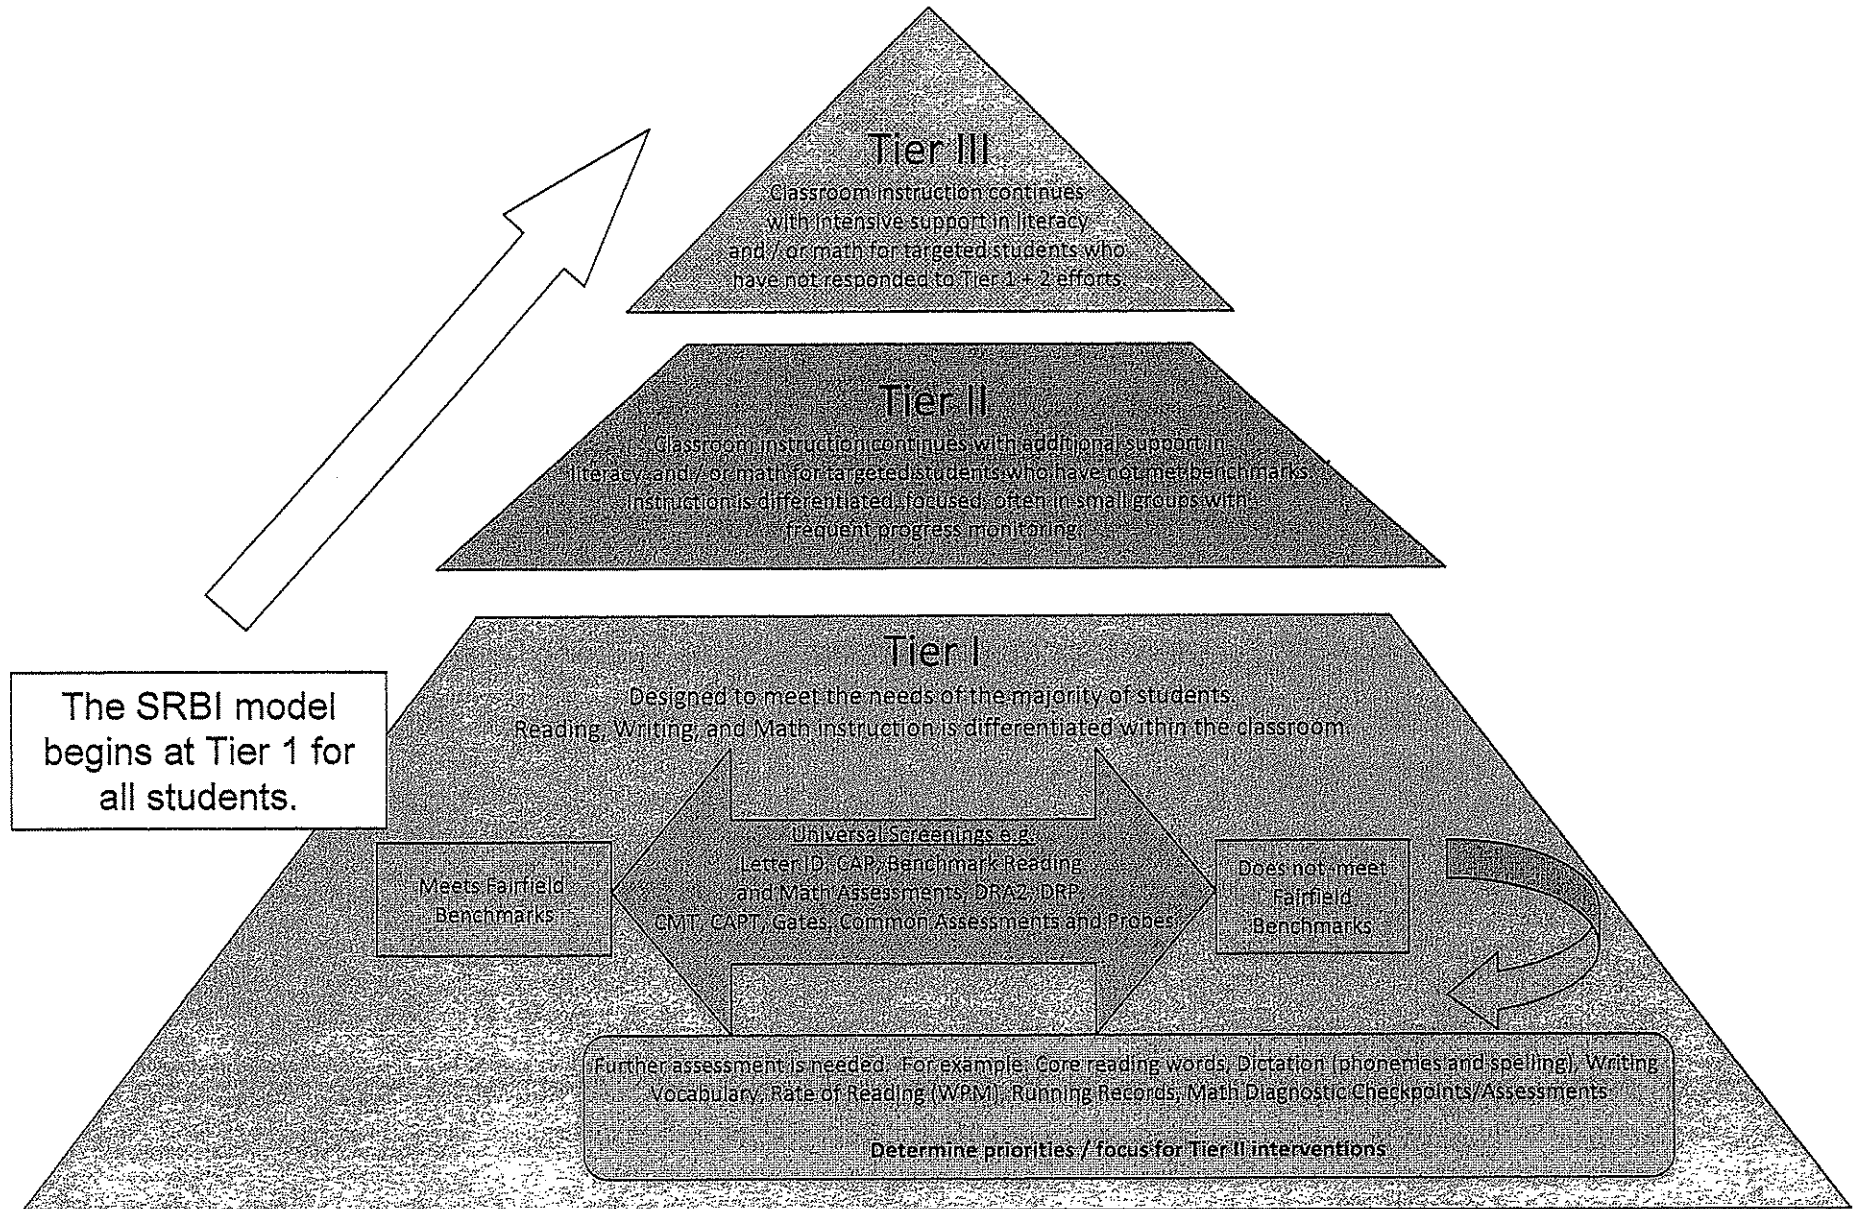 Tier III
Classroom instruction continues
with intensive support in literacy
and / or math for targeted students who
have not responded to Tier 1 + 2 efforts
Tier II
Classroom instruction continues with additional support in
literacy and / or math for targeted students who have not met benchmarks
Instruction is differentiated, focused, often in small groups with
frequent progress monitoring.
The SRBI model
begins at Tier 1 for
all students.
Tier I
Designed to meet the needs of the majority of students.
Reading, Writing, and Math instruction is differentiated within the classroom.
Meets Fairfield
Benchmarks
Universal Screenings e.g.
Letter ID, CAP, Benchmark Reading
and Math Assessments, DRA2, DRP,
CMT, CAPT, Gates, Common Assessments and Probes
Does not meet
Fairfield
Benchmarks
Further assessment is needed. For example: Core reading words, Dictation (phonemes and spelling), Writing
Vocabulary, Rate of Reading (WPM), Running Records, Math Diagnostic Checkpoints/Assessments
Determine priorities / focus for Tier II interventions